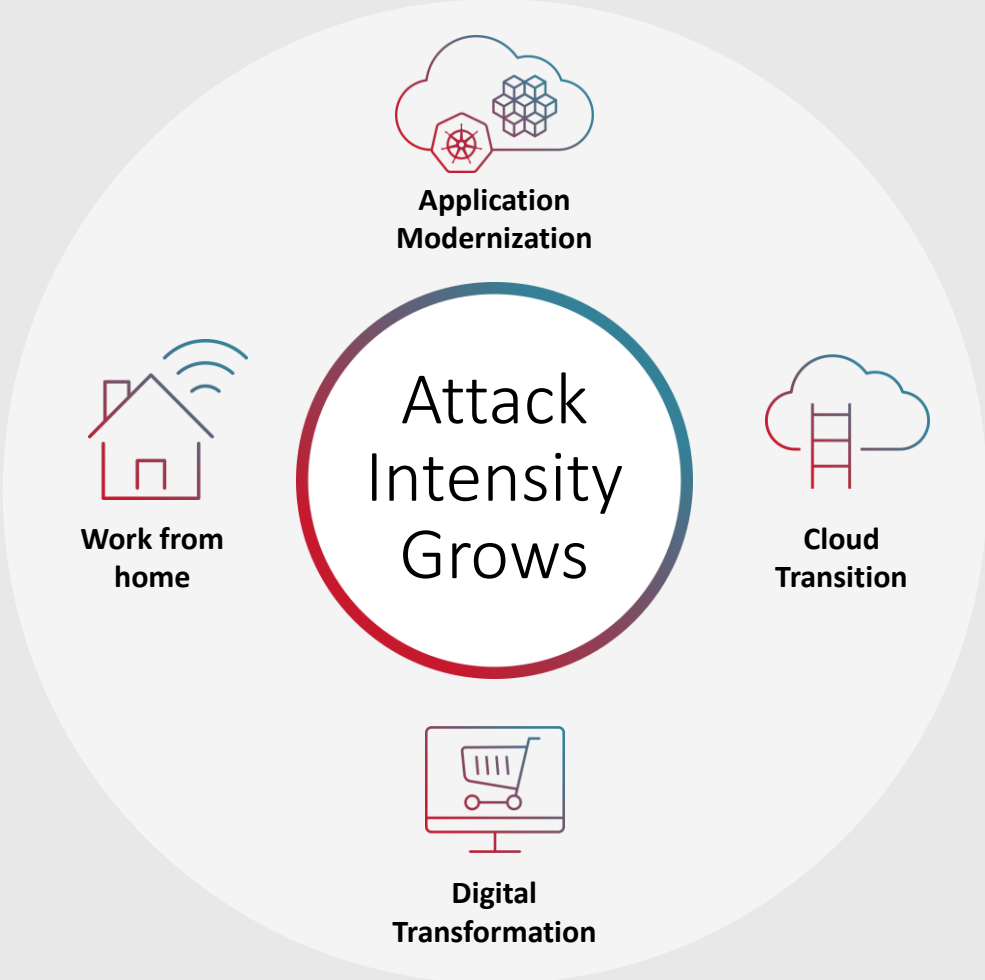 Application
Modernization
Attack
Intensity
Grows
Work from
home
Cloud
Transition
Digital
Transformation